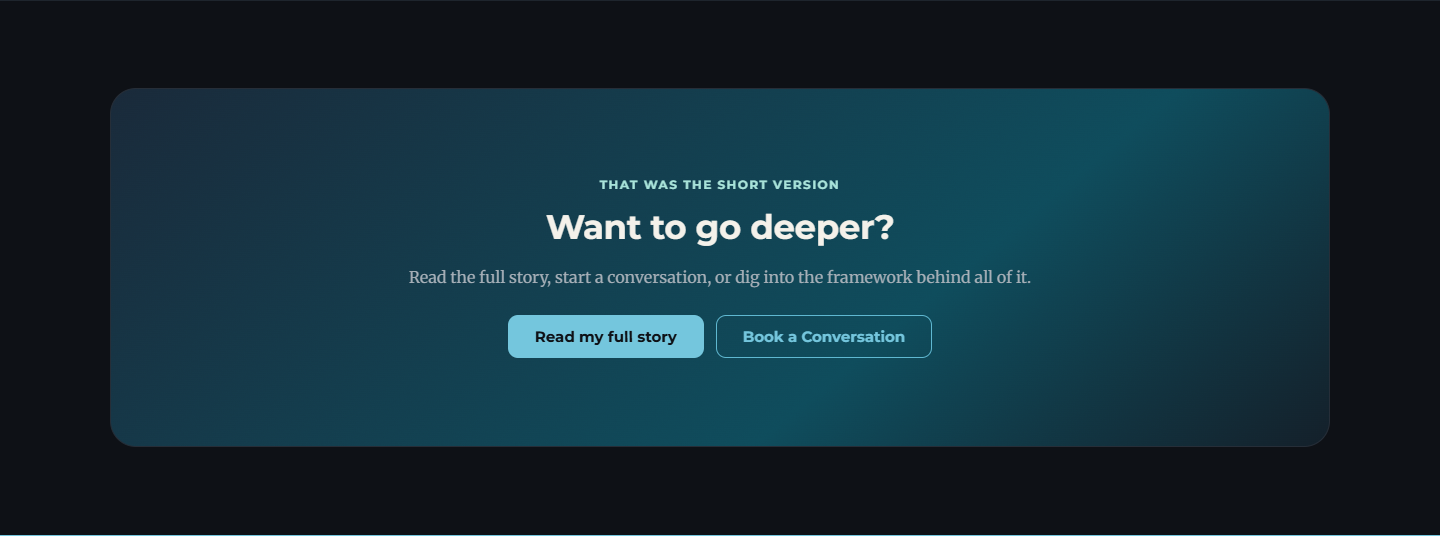 THAT WAS THE SHORT VERSION
Want to go deeper?
Read the full story, start a conversation, or dig into the framework behind all of it.
Read my full story
Book a Conversation